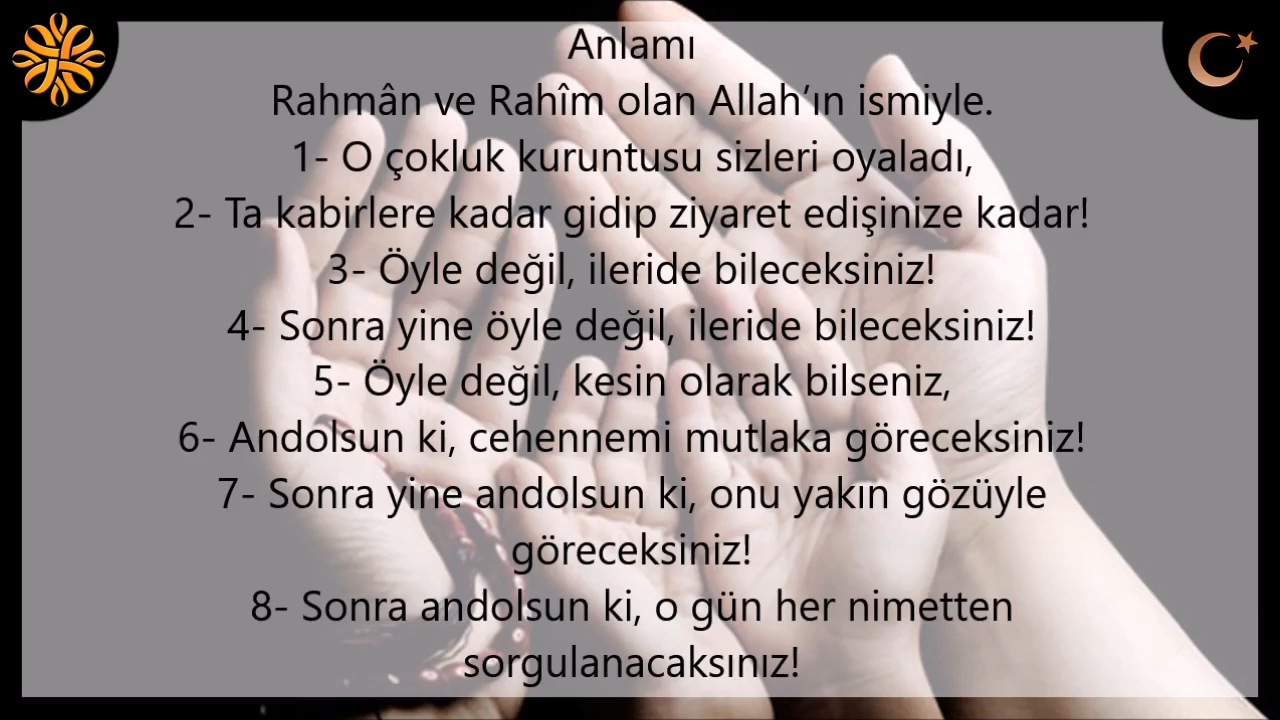 Anlamı
Rahmân ve Rahîm olan Allah’ın ismiyle.
1- O çokluk kuruntusu sizleri oyaladı,
2- Ta kabirlere kadar gidip ziyaret edişinize kadar!
3- Öyle değil, ileride bileceksiniz!
4- Sonra yine öyle değil, ileride bileceksiniz!
5- Öyle değil, kesin olarak bilseniz,
6- Andolsun ki, cehennemi mutlaka göreceksiniz!
7- Sonra yine andolsun ki, onu yakın gözüyle
göreceksiniz!
8- Sonra andolsun ki, o gün her nimetten
sorgulanacaksınız!